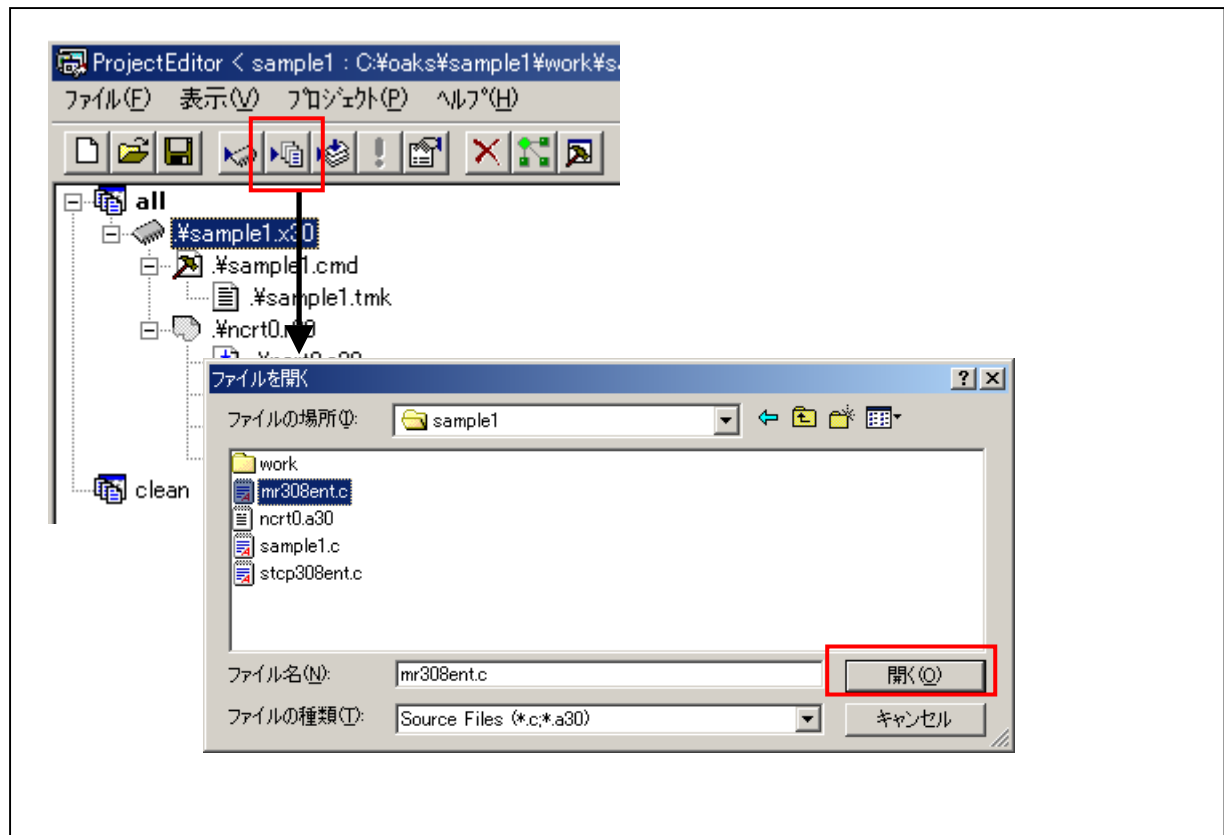 ProjectEditor < sample1 : C:¥oaks¥sample1¥work¥s
ファイル(F) 表示(V) プロジェクト(P) ヘルプ(H)
all
¥sample1.x30
.¥sample1.cmd
.¥sample1.tmk
.¥ncrt0.
clean
ファイルを開く
ファイルの場所(I): sample1
work
mr308ent.c
ncrt0.a30
sample1.c
stcp308ent.c
ファイル名(N): mr308ent.c 開く(O)
ファイルの種類(T): Source Files (*.c;*.a30) キャンセル